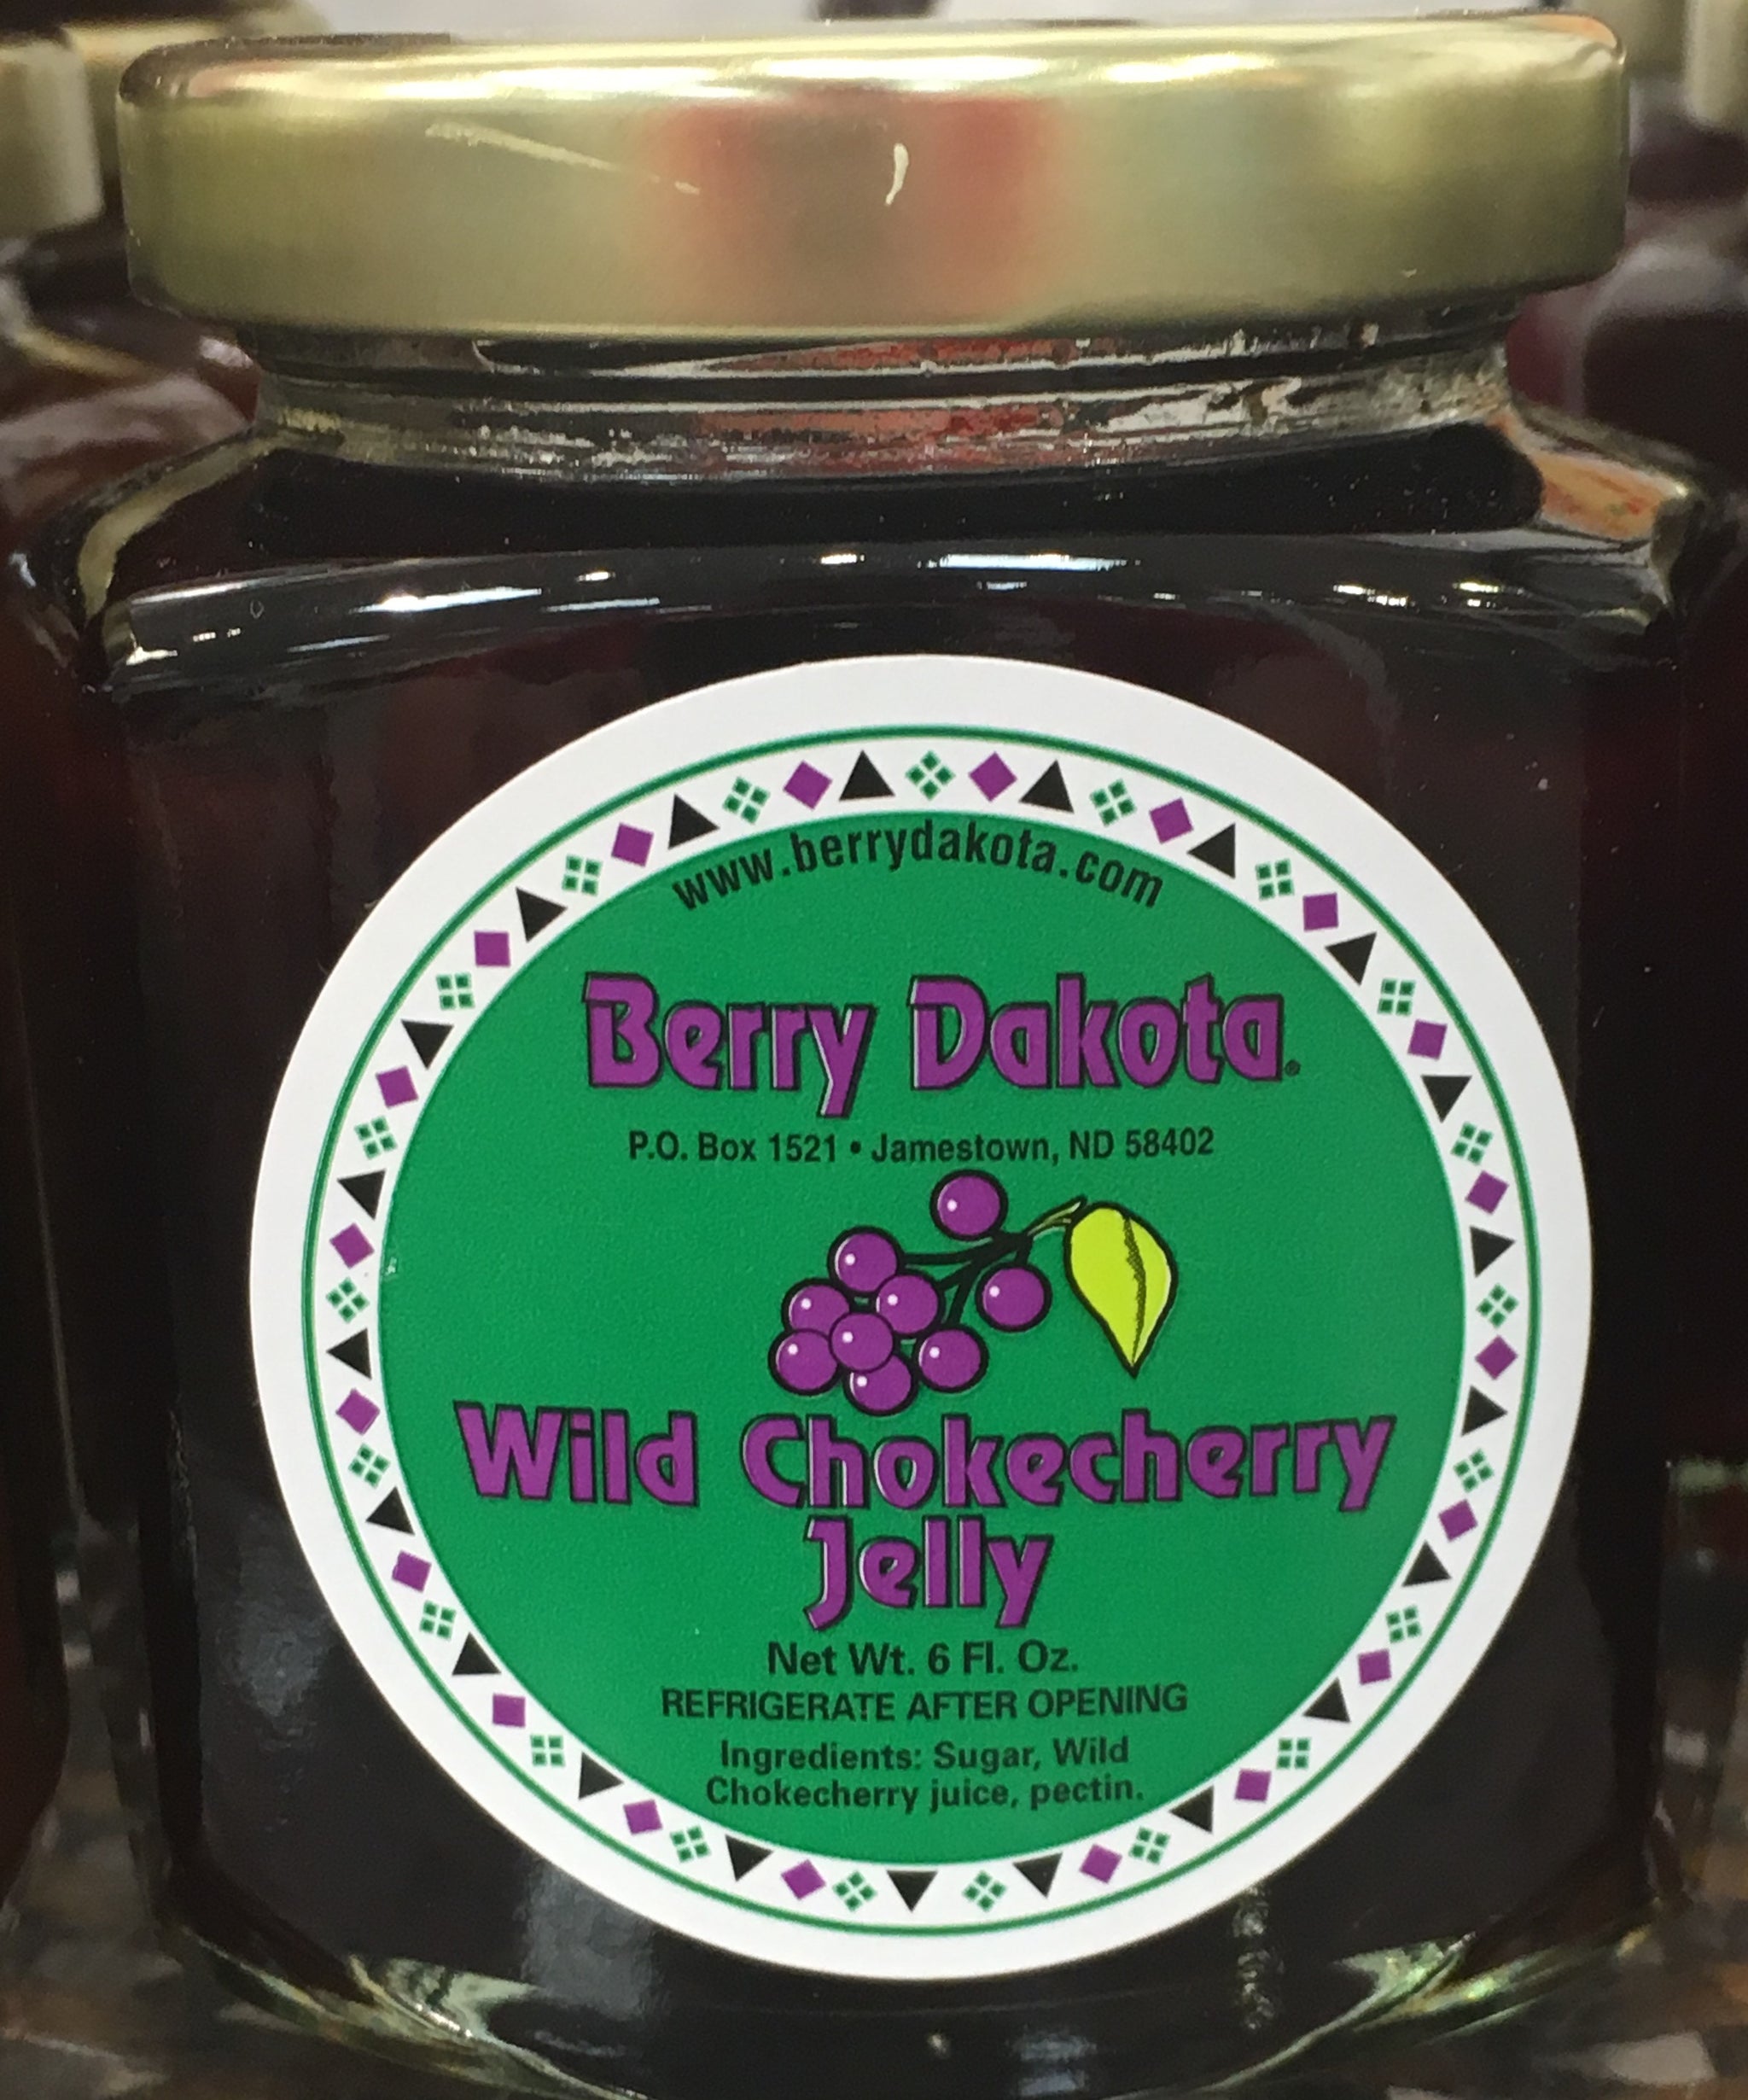 www.berrydakota.com
Berry Dakota®
P.O. Box 1521 • Jamestown, ND 58402
Wild Chokecherry
Jelly
Net Wt. 6 Fl. Oz.
REFRIGERATE AFTER OPENING
Ingredients: Sugar, Wild
Chokecherry juice, pectin.